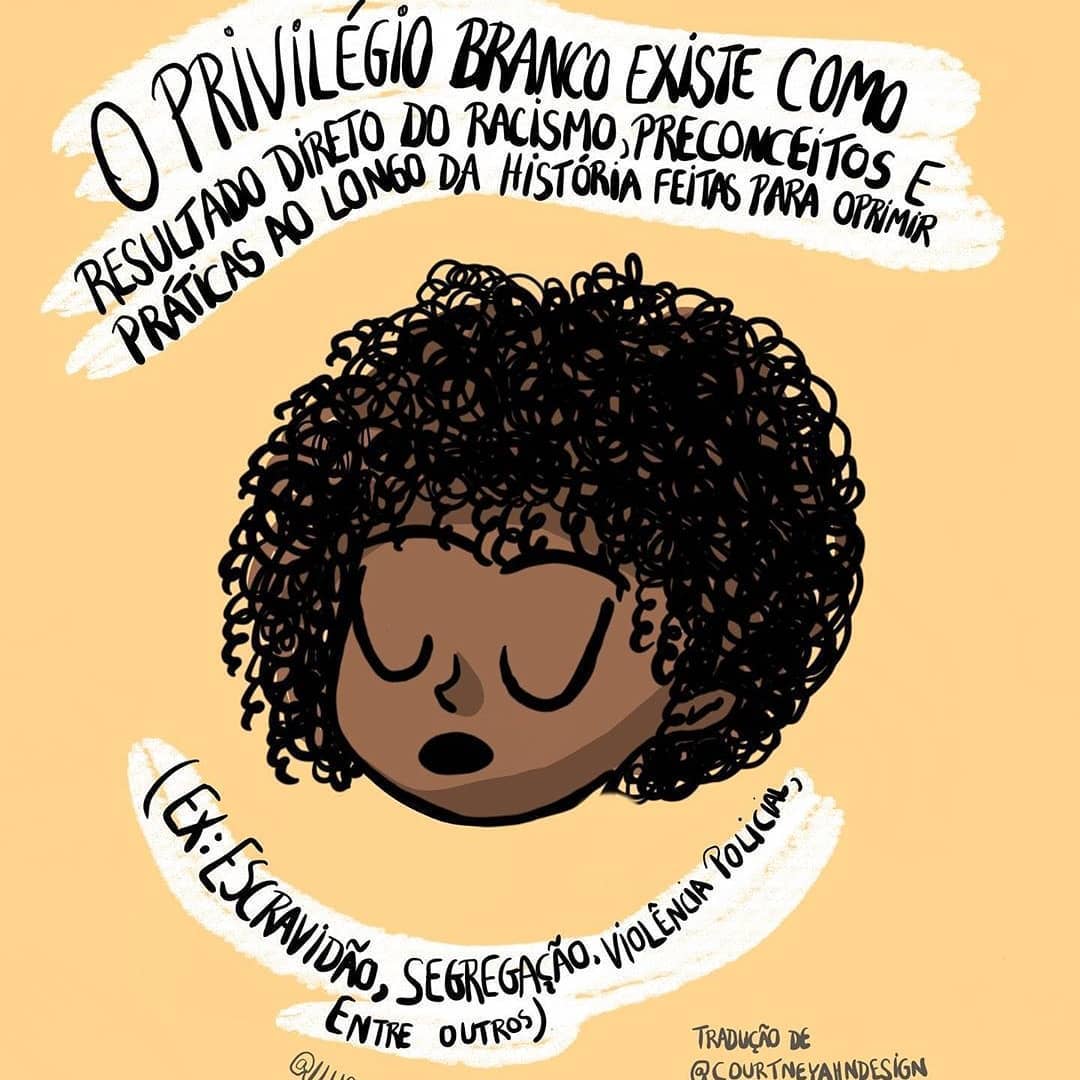 O PRIVILÉGIO BRANCO EXISTE COMO
RESULTADO DIRETO DO RACISMO, PRECONCEITOS E
PRÁTICAS AO LONGO DA HISTÓRIA FEITAS PARA OPRIMIR
(EX: ESCRAVIDÃO, SEGREGAÇÃO, VIOLÊNCIA POLICIAL,
ENTRE OUTROS)
TRADUÇÃO DE
@COURTNEYAHNDESIGN